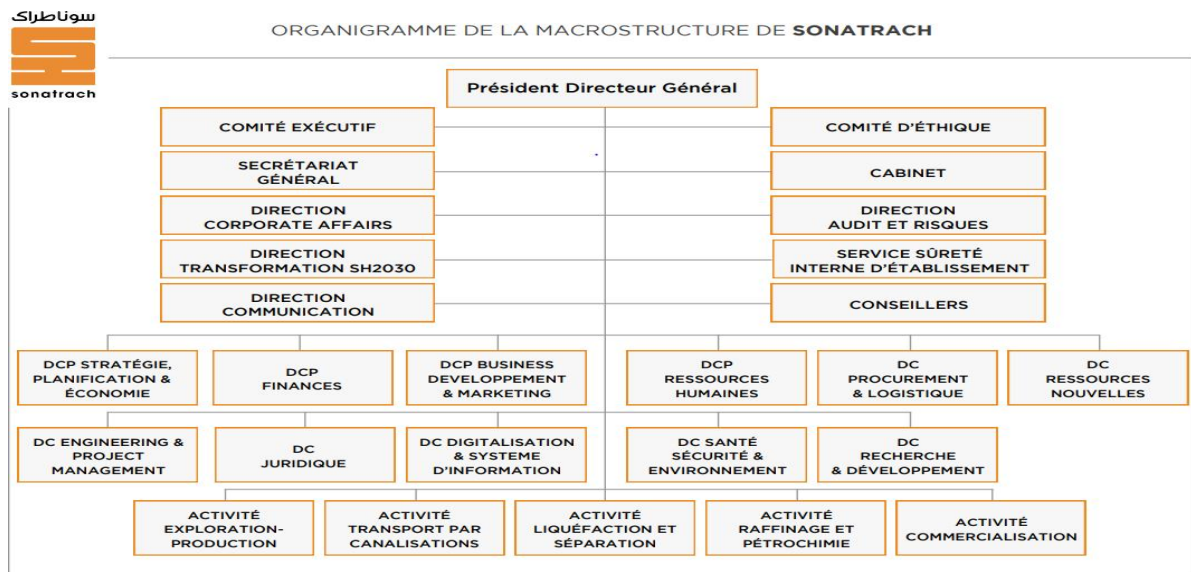 سوناطراك
sonatrach
ORGANIGRAMME DE LA MACROSTRUCTURE DE SONATRACH
Président Directeur Général
COMITÉ EXÉCUTIF
COMITÉ D'ÉTHIQUE
SECRÉTARIAT
GÉNÉRAL
CABINET
DIRECTION
CORPORATE AFFAIRS
DIRECTION
AUDIT ET RISQUES
DIRECTION
TRANSFORMATION SH2030
SERVICE SÛRETÉ
INTERNE D'ÉTABLISSEMENT
DIRECTION
COMMUNICATION
CONSEILLERS
DCP STRATÉGIE,
PLANIFICATION &
ÉCONOMIE
DCP
FINANCES
DCP BUSINESS
DEVELOPPEMENT
& MARKETING
DCP
RESSOURCES
HUMAINES
DC
PROCUREMENT
& LOGISTIQUE
DC
RESSOURCES
NOUVELLES
DC ENGINEERING &
PROJECT
MANAGEMENT
DC
JURIDIQUE
DC DIGITALISATION
& SYSTEME
D'INFORMATION
DC SANTÉ
SÉCURITÉ &
ENVIRONNEMENT
DC
RECHERCHE
& DÉVELOPPEMENT
ACTIVITÉ
EXPLORATION-
PRODUCTION
ACTIVITÉ
TRANSPORT PAR
CANALISATIONS
ACTIVITÉ
LIQUÉFACTION ET
SÉPARATION
ACTIVITÉ
RAFFINAGE ET
PÉTROCHIMIE
ACTIVITÉ
COMMERCIALISATION